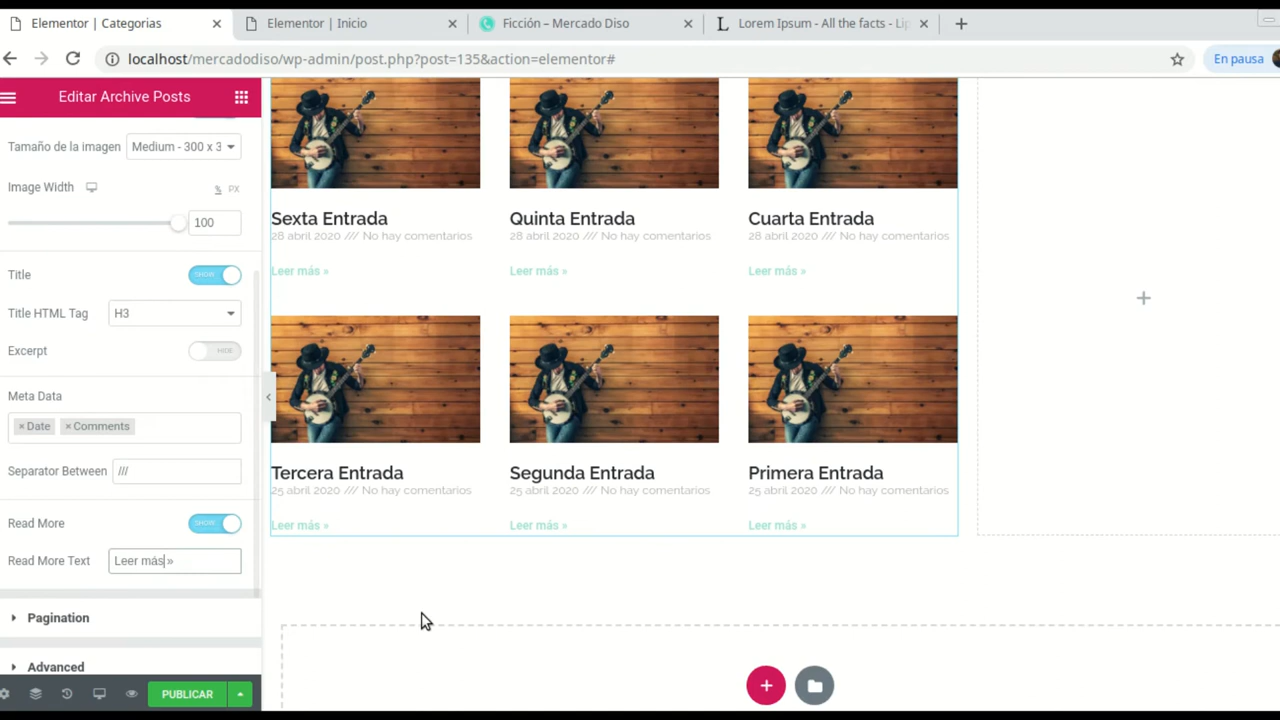 Elementor | Categorias
Elementor | Inicio
Ficción – Mercado Diso
Lorem Ipsum - All the facts - Lip
localhost/mercadodiso/wp-admin/post.php?post=135&action=elementor#
En pausa
Editar Archive Posts
Tamaño de la imagen
Medium - 300 x 3
Image Width
% PX
100
Title
SHOW
Title HTML Tag
H3
Excerpt
HIDE
Meta Data
× Date × Comments
Separator Between
///
Read More
SHOW
Read More Text
Leer más »
Pagination
Advanced
PUBLICAR
Sexta Entrada
28 abril 2020 /// No hay comentarios
Leer más »
Quinta Entrada
28 abril 2020 /// No hay comentarios
Leer más »
Cuarta Entrada
28 abril 2020 /// No hay comentarios
Leer más »
Tercera Entrada
25 abril 2020 /// No hay comentarios
Leer más »
Segunda Entrada
25 abril 2020 /// No hay comentarios
Leer más »
Primera Entrada
25 abril 2020 /// No hay comentarios
Leer más »